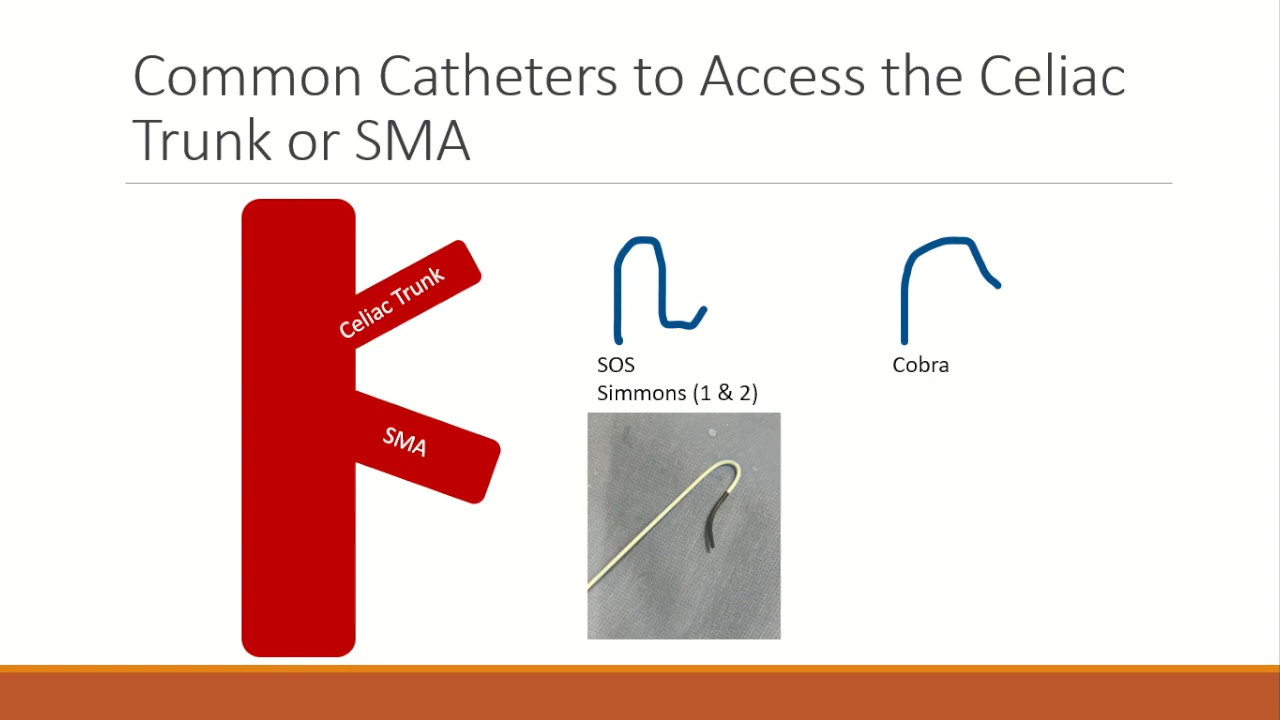 Common Catheters to Access the Celiac
Trunk or SMA
Celiac Trunk
SMA
SOS
Simmons (1 & 2)
Cobra